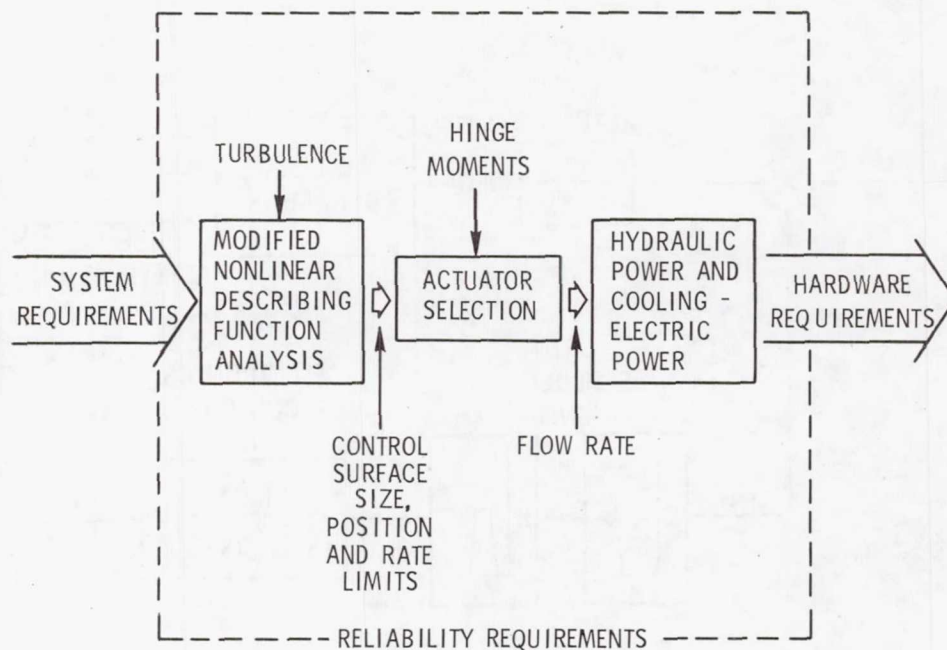 TURBULENCE
HINGE
MOMENTS
SYSTEM
REQUIREMENTS
MODIFIED
NONLINEAR
DESCRIBING
FUNCTION
ANALYSIS
ACTUATOR
SELECTION
HYDRAULIC
POWER AND
COOLING -
ELECTRIC
POWER
HARDWARE
REQUIREMENTS
CONTROL
SURFACE
SIZE,
POSITION
AND RATE
LIMITS
FLOW RATE
RELIABILITY REQUIREMENTS